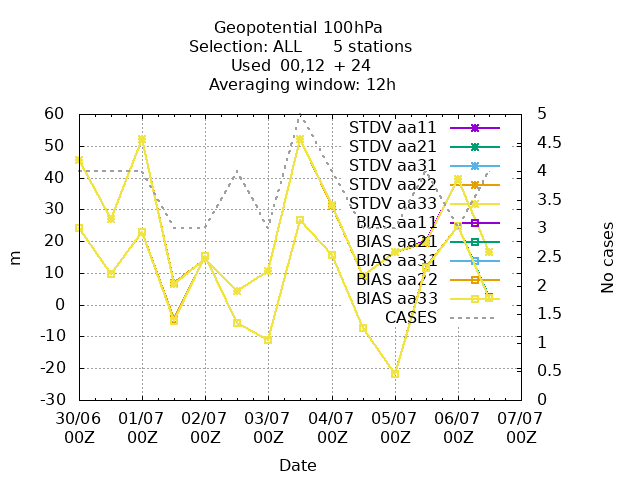 Geopotential 100hPa
Selection: ALL 5 stations
Used 00,12 + 24
Averaging window: 12h
60 5
STDV aa11
50 4.5
STDV aa21
STDV aa31
40 4
STDV aa22
30 3.5
STDV aa33
BIAS aa11
20 3
BIAS aa21
BIAS aa31
10 2.5
BIAS aa22
0 2
BIAS aa33
CASES
-10 1.5
-20 1
0.5
-30 0
m
No cases
30/06 01/07 02/07 03/07 04/07 05/07 06/07 07/07
00Z 00Z 00Z 00Z 00Z 00Z 00Z 00Z
Date